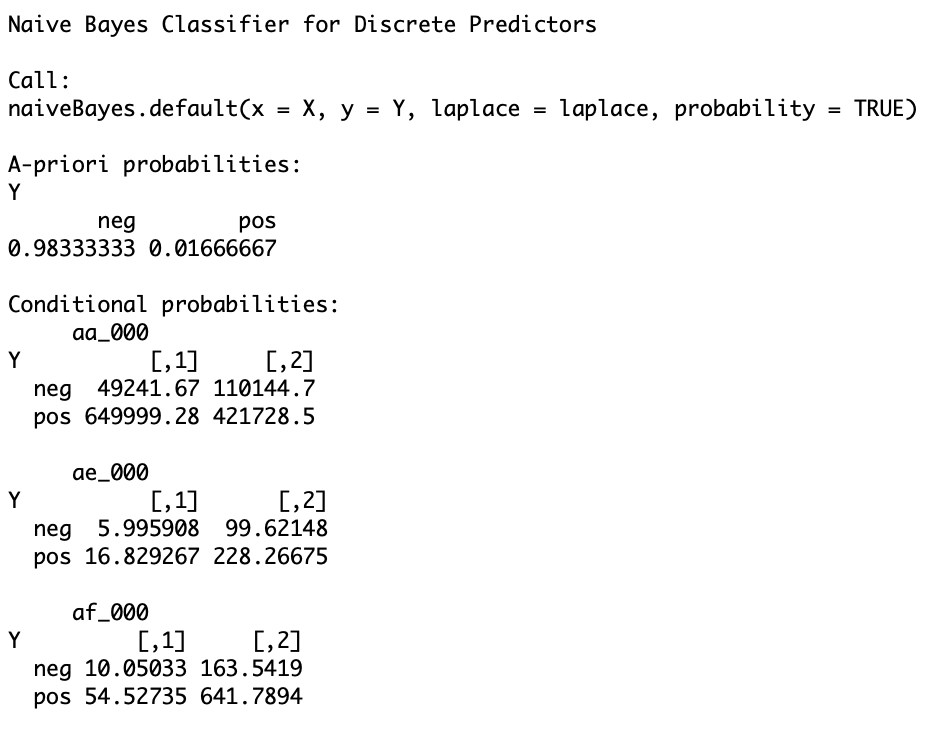 Naive Bayes Classifier for Discrete Predictors
Call:
naiveBayes.default(x = X, y = Y, laplace = laplace, probability = TRUE)
A-priori probabilities:
Y
neg pos
0.98333333 0.01666667
Conditional probabilities:
aa_000
Y [,1] [,2]
neg 49241.67 110144.7
pos 649999.28 421728.5
ae_000
Y [,1] [,2]
neg 5.995908 99.62148
pos 16.829267 228.26675
af_000
Y [,1] [,2]
neg 10.05033 163.5419
pos 54.52735 641.7894